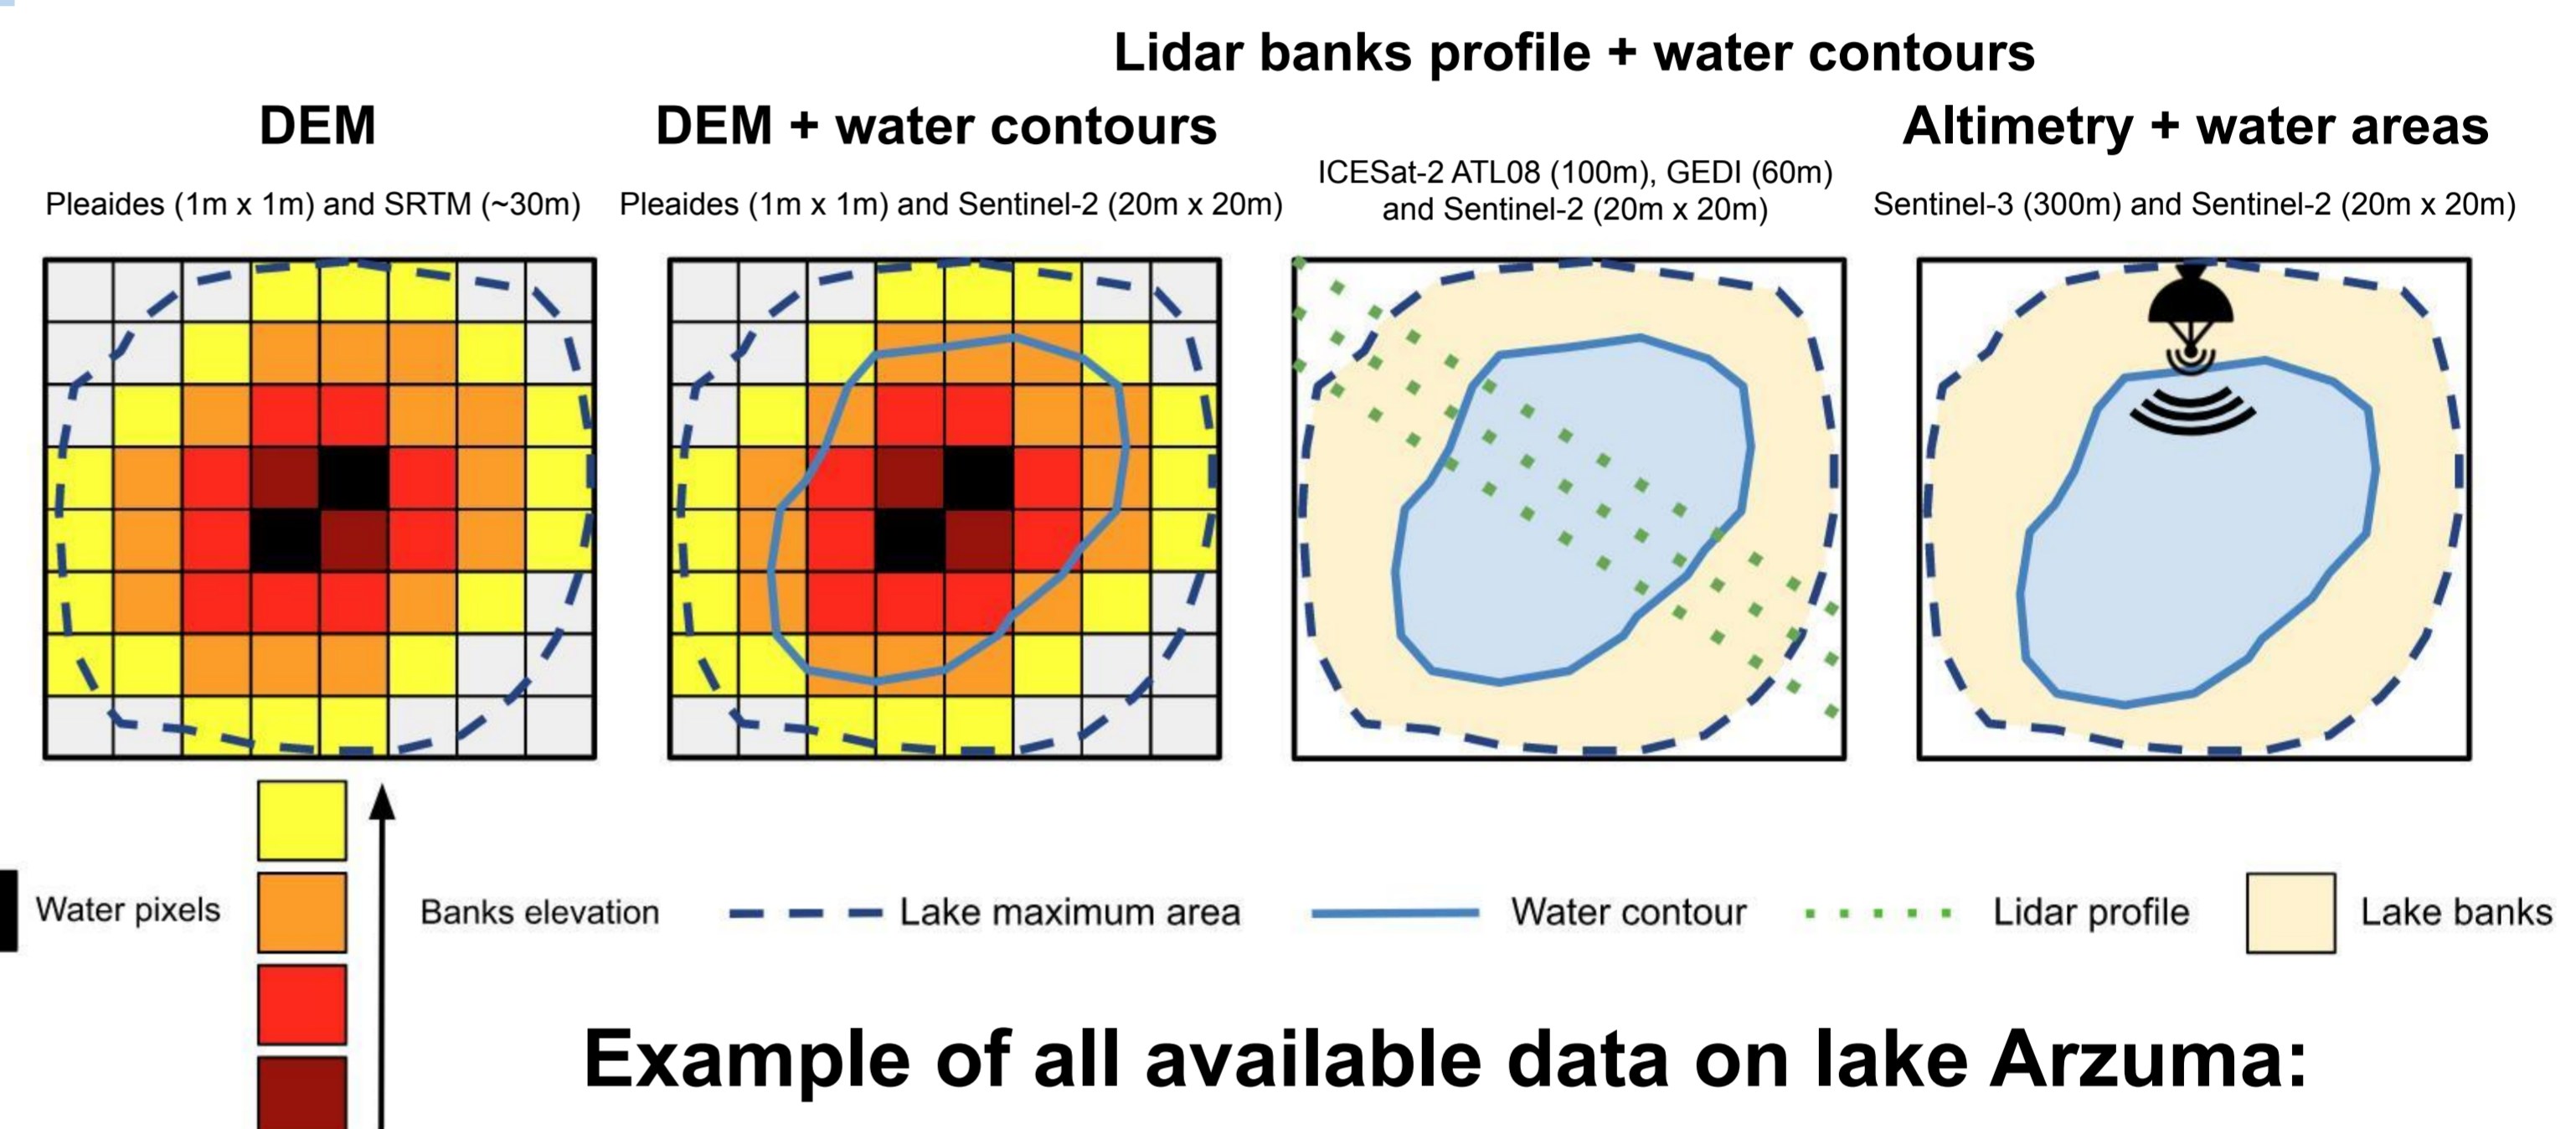 Lidar banks profile + water contours
DEM
DEM + water contours
Altimetry + water areas
Pleaides (1m x 1m) and SRTM (~30m)
Pleaides (1m x 1m) and Sentinel-2 (20m x 20m)
ICESat-2 ATL08 (100m), GEDI (60m)
and Sentinel-2 (20m x 20m)
Sentinel-3 (300m) and Sentinel-2 (20m x 20m)
Water pixels
Banks elevation
Lake maximum area
Water contour
Lidar profile
Lake banks
Example of all available data on lake Arzuma: